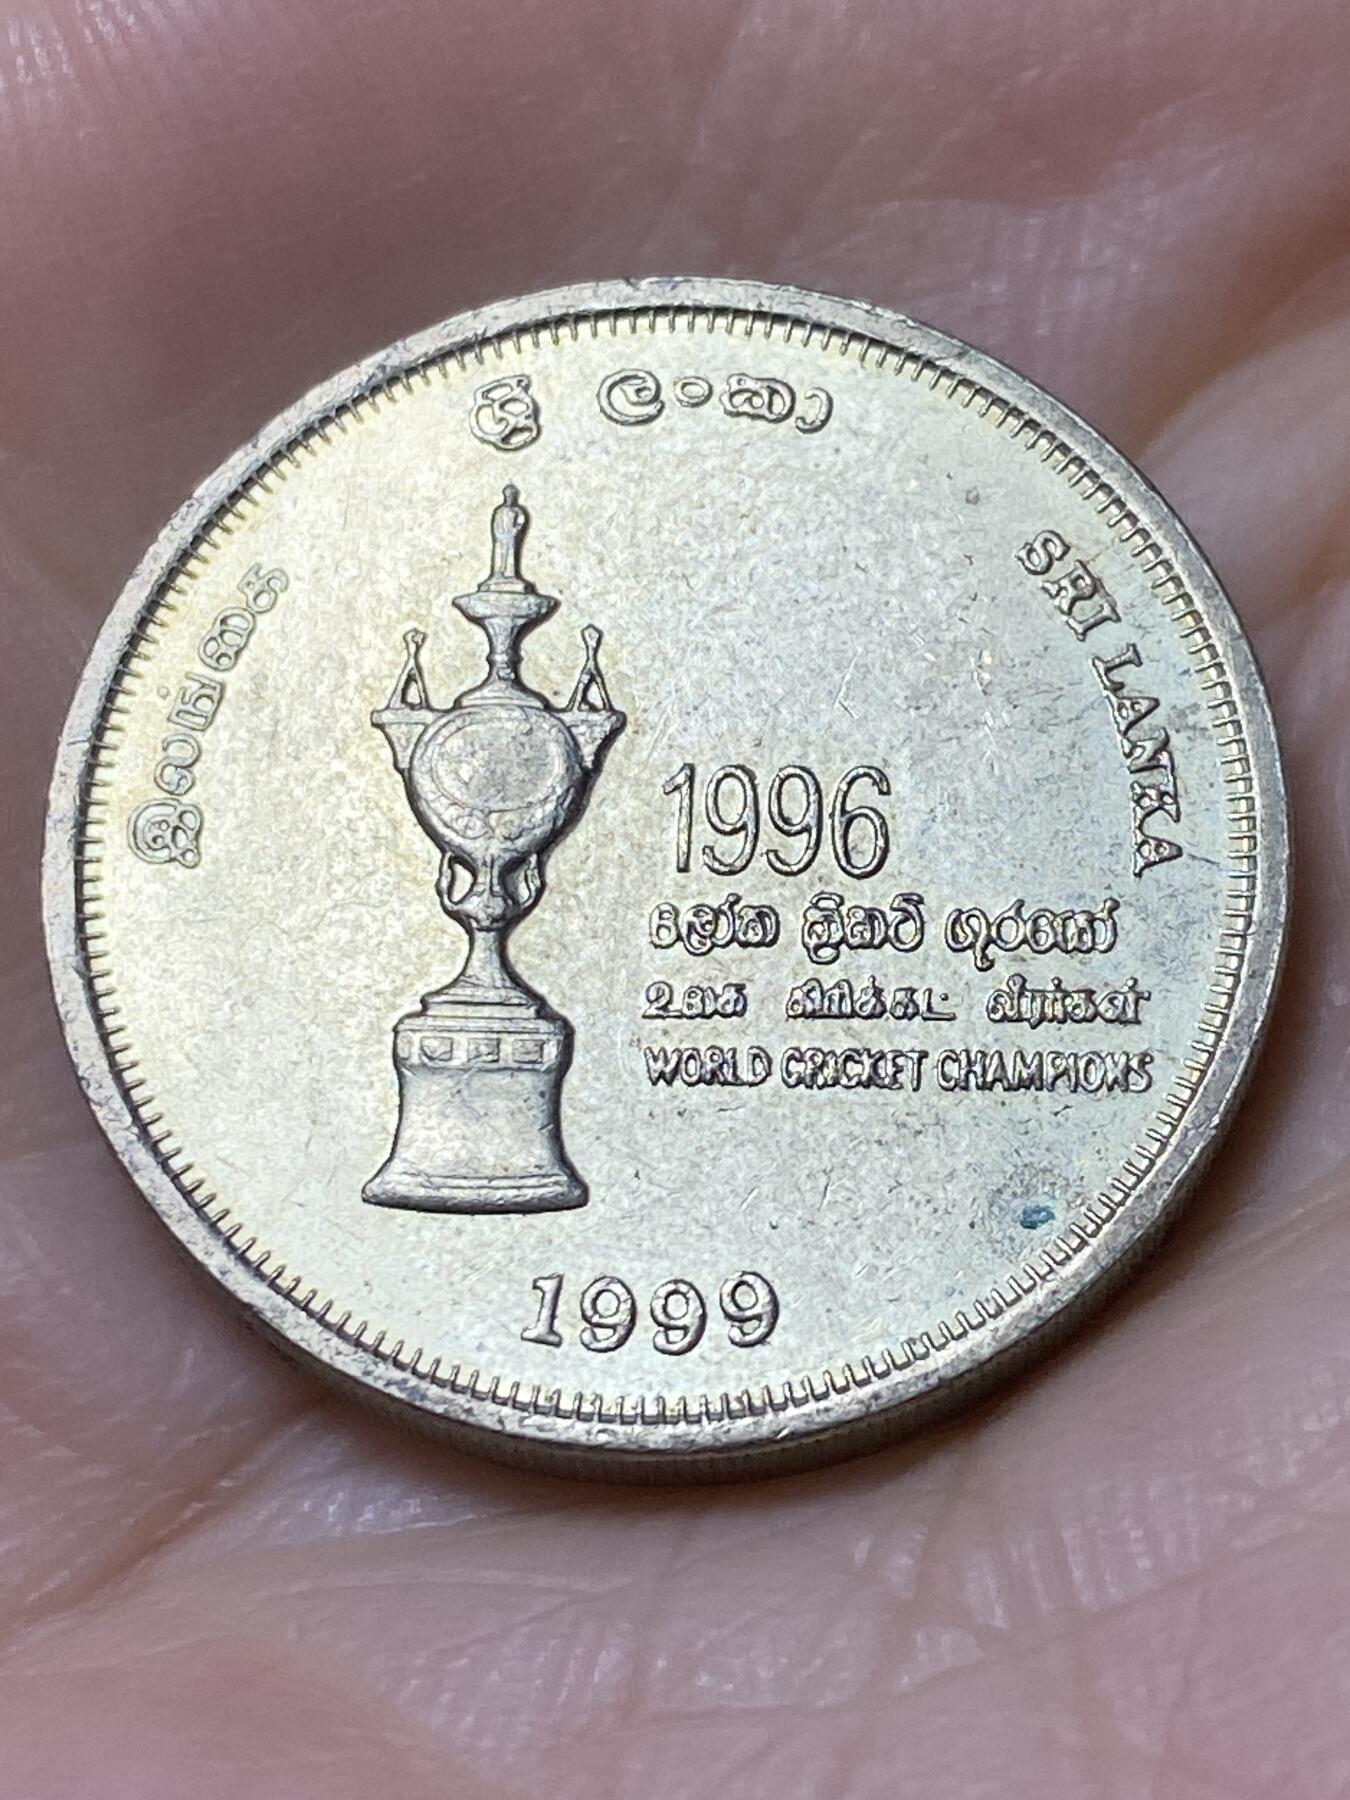 ශ්‍රී ලංකා
இலங்கை
SRI LANKA
1996
ලෝක ක්‍රිකට් ශූරයෝ
உலக கிரிக்கட் வீரர்கள்
WORLD CRICKET CHAMPIONS
1999